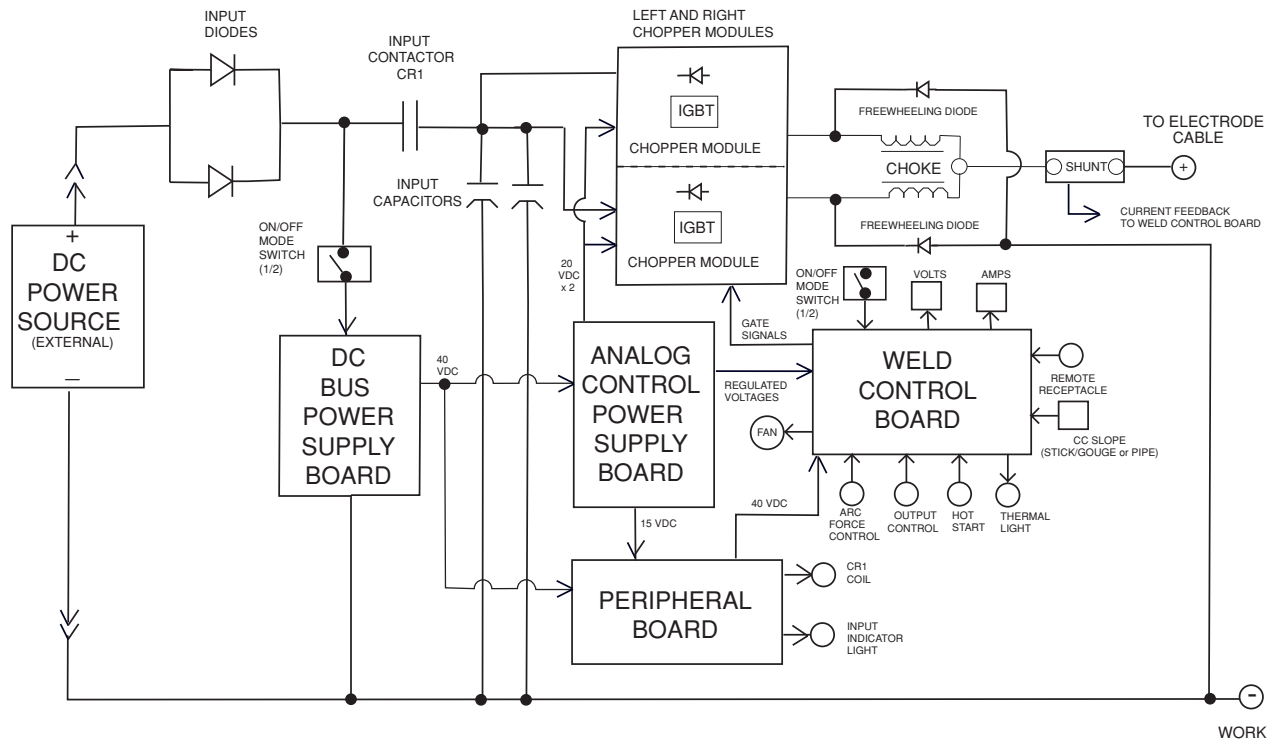 INPUT
DIODES
INPUT
CONTACTOR
CR1
LEFT AND RIGHT
CHOPPER MODULES
IGBT
CHOPPER MODULE
IGBT
CHOPPER MODULE
FREEWHEELING DIODE
CHOKE
FREEWHEELING DIODE
TO ELECTRODE
CABLE
SHUNT
+
CURRENT FEEDBACK
TO WELD CONTROL BOARD
INPUT
CAPACITORS
ON/OFF
MODE
SWITCH
(1/2)
+
DC
POWER
SOURCE
(EXTERNAL)
_
20
VDC
x 2
ON/OFF
MODE
SWITCH
(1/2)
VOLTS
AMPS
GATE
SIGNALS
DC
BUS
POWER
SUPPLY
BOARD
40
VDC
ANALOG
CONTROL
POWER
SUPPLY
BOARD
REGULATED
VOLTAGES
WELD
CONTROL
BOARD
REMOTE
RECEPTACLE
CC SLOPE
(STICK/GOUGE or PIPE)
FAN
ARC
FORCE
CONTROL
OUTPUT
CONTROL
HOT
START
THERMAL
LIGHT
15 VDC
40 VDC
PERIPHERAL
BOARD
CR1
COIL
INPUT
INDICATOR
LIGHT
-
WORK